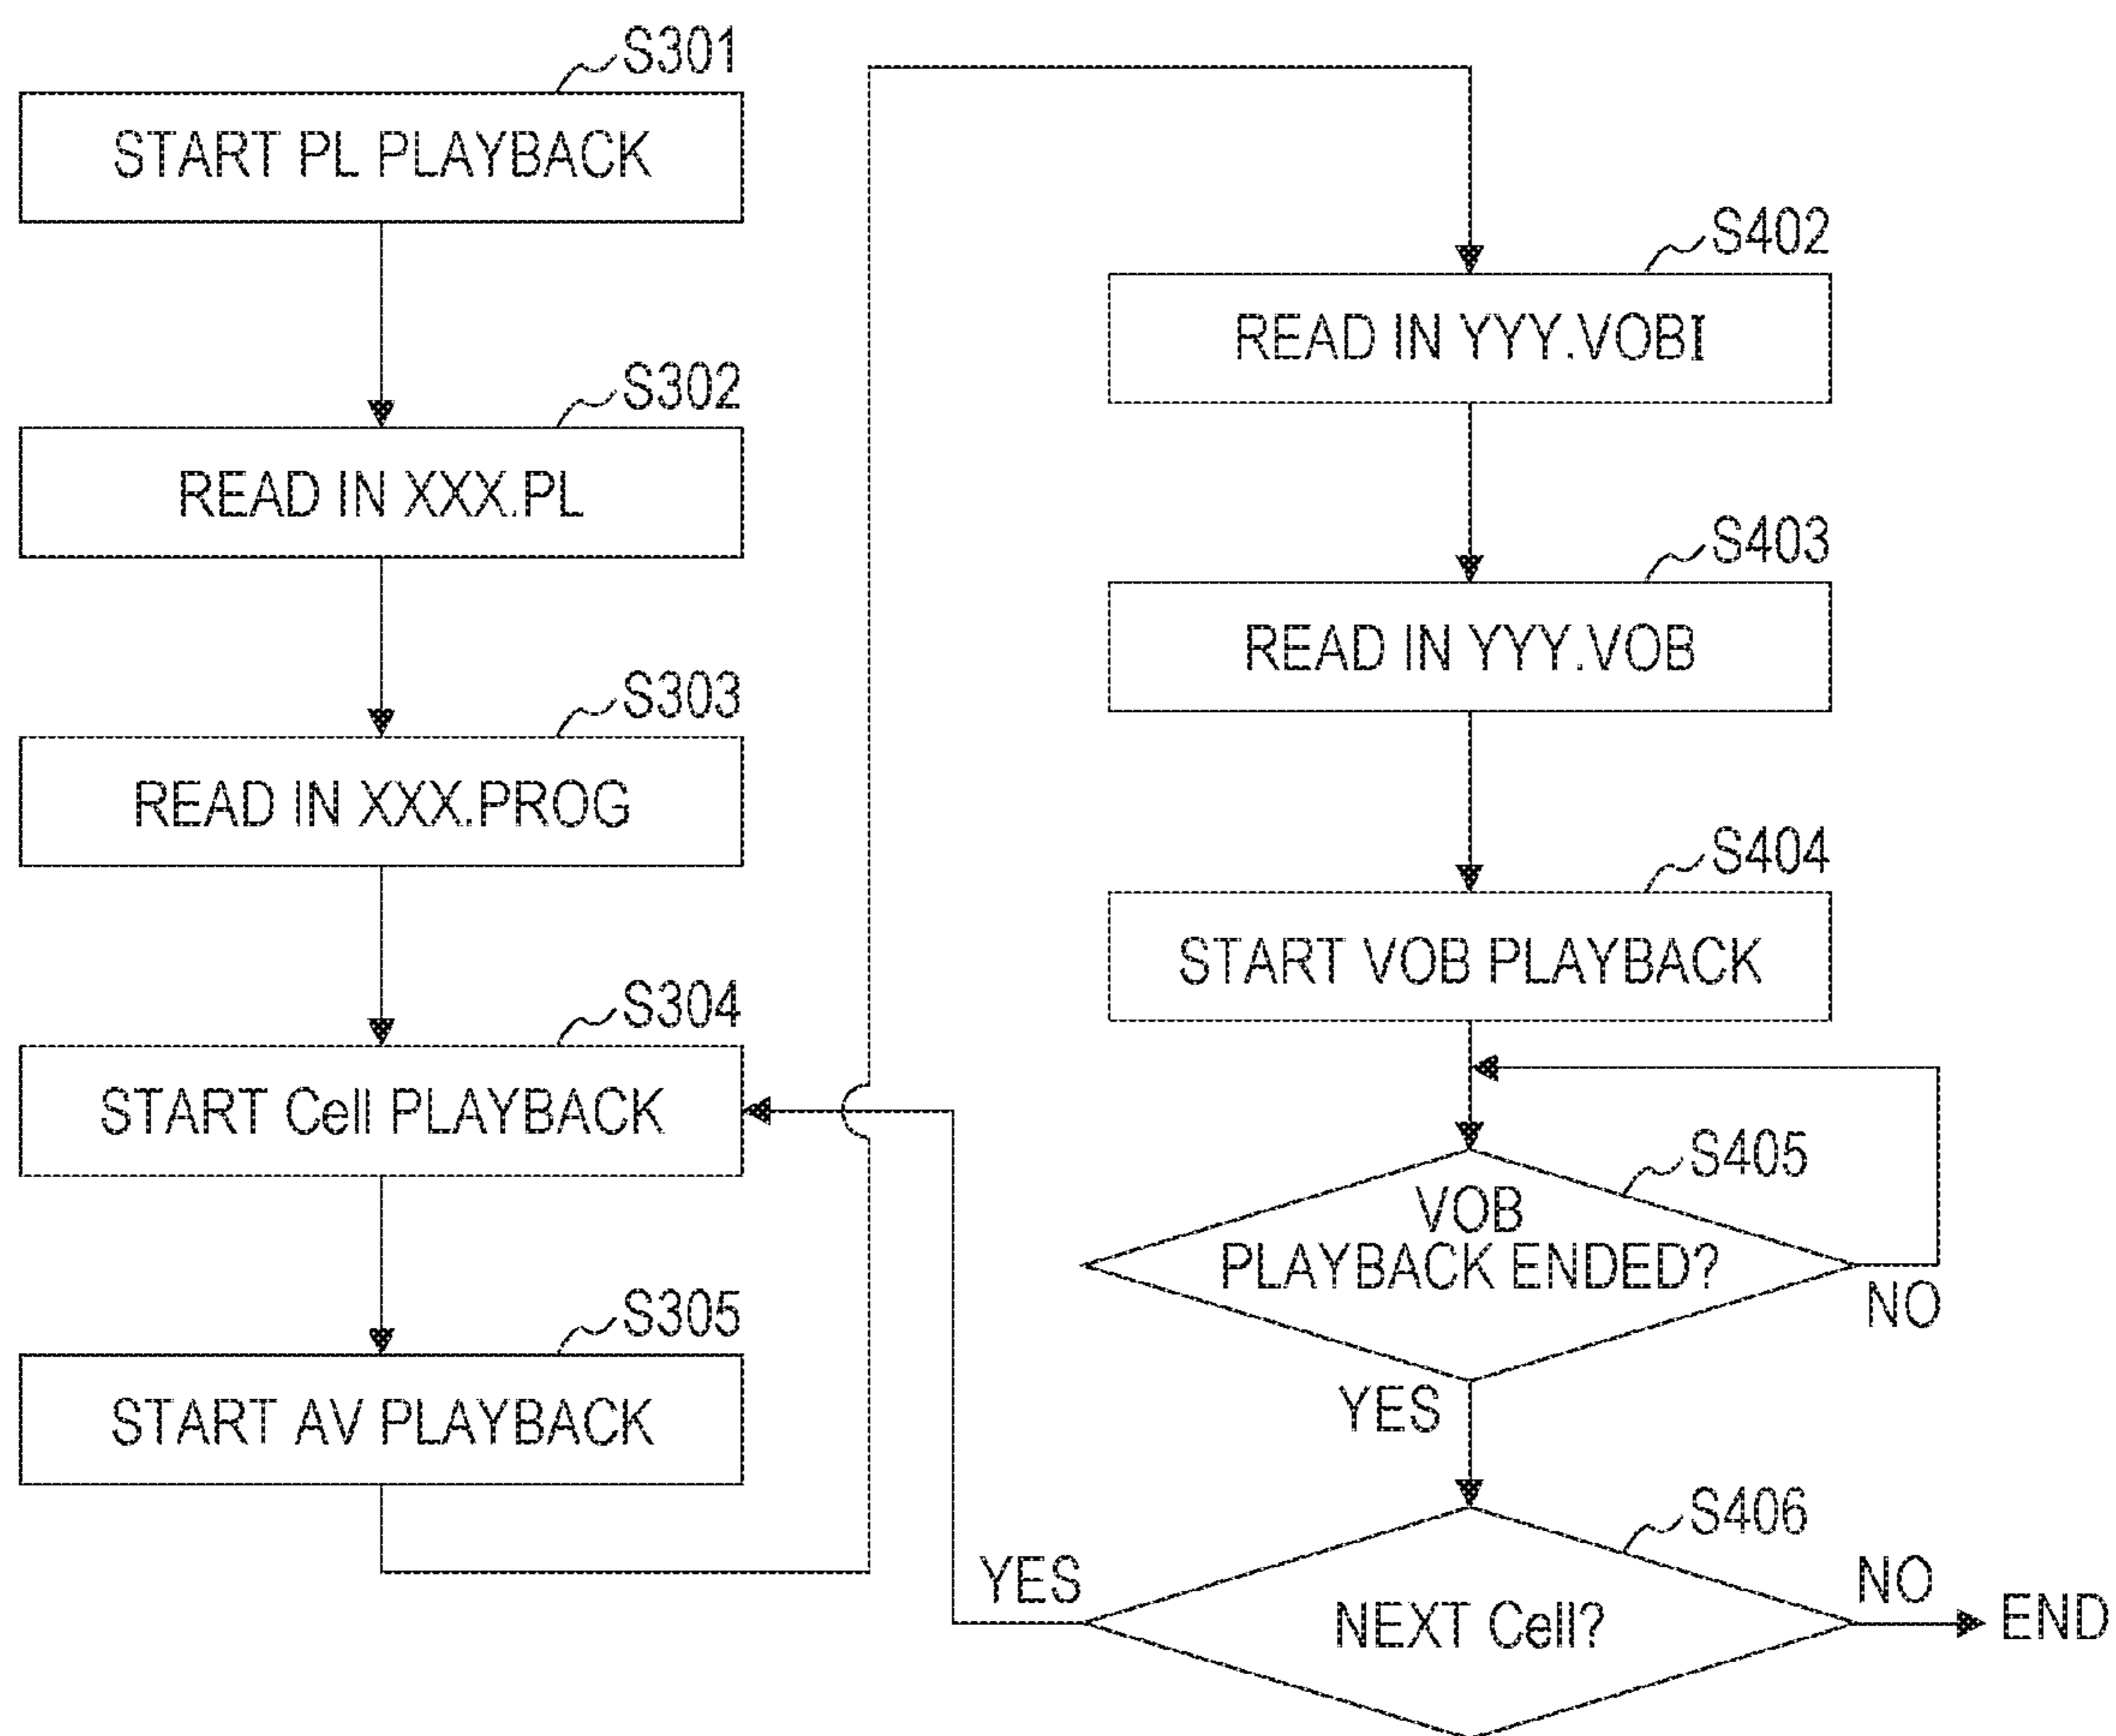 S301
START PL PLAYBACK
S302
READ IN XXX.PL
S303
READ IN XXX.PROG
S304
START Cell PLAYBACK
S305
START AV PLAYBACK
S402
READ IN YYY.VOBI
S403
READ IN YYY.VOB
S404
START VOB PLAYBACK
S405
VOB
PLAYBACK ENDED?
NO
YES
S406
YES
NEXT Cell?
NO
END